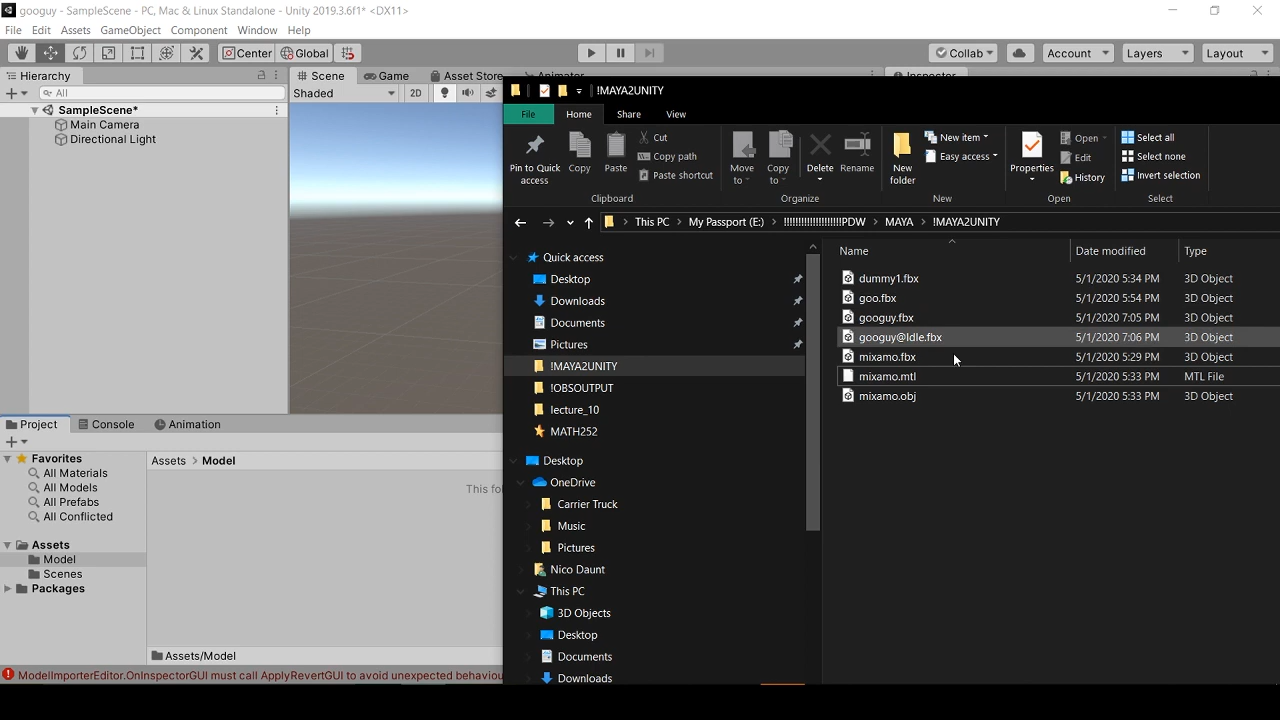 googuy - SampleScene - PC, Mac & Linux Standalone - Unity 2019.3.6f1* <DX11>
File Edit Assets GameObject Component Window Help
Center Global Collab Account Layers Layout
Hierarchy Scene Game Asset Store
All Shaded 2D
SampleScene*
Main Camera
Directional Light
!MAYA2UNITY
File Home Share View
Pin to Quick access
Copy
Paste
Cut
Copy path
Paste shortcut
Clipboard
Move to
Copy to
Delete
Rename
Organize
New folder
New item
Easy access
New
Properties
Open
Edit
History
Open
Select all
Select none
Invert selection
Select
This PC > My Passport (E:) > !!!!!!!!!!!!!!!!!!!!!PDW > MAYA > !MAYA2UNITY
Quick access
Desktop
Downloads
Documents
Pictures
!MAYA2UNITY
!OBSOUTPUT
lecture_10
MATH252
Desktop
OneDrive
Carrier Truck
Music
Pictures
Nico Daunt
This PC
3D Objects
Desktop
Documents
Downloads
Name Date modified Type
dummy1.fbx 5/1/2020 5:34 PM 3D Object
goo.fbx 5/1/2020 5:54 PM 3D Object
googuy.fbx 5/1/2020 7:05 PM 3D Object
googuy@Idle.fbx 5/1/2020 7:06 PM 3D Object
mixamo.fbx 5/1/2020 5:29 PM 3D Object
mixamo.mtl 5/1/2020 5:33 PM MTL File
mixamo.obj 5/1/2020 5:33 PM 3D Object
Project Console Animation
Favorites
All Materials
All Models
All Prefabs
All Conflicted
Assets
Model
Scenes
Packages
Assets > Model
This fo
Assets/Model
ModelImporterEditor.OnInspectorGUI must call ApplyRevertGUI to avoid unexpected behaviou